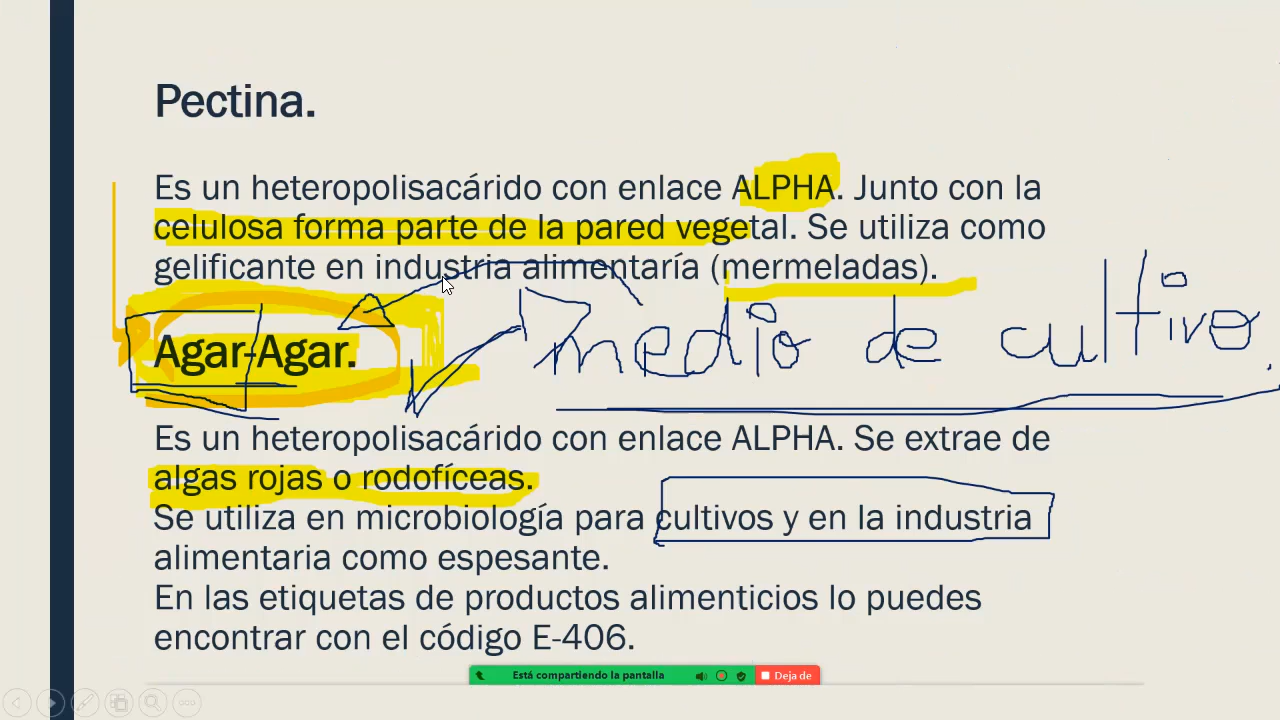 Pectina.
Es un heteropolisacárido con enlace ALPHA. Junto con la
celulosa forma parte de la pared vegetal. Se utiliza como
gelificante en industria alimentaría (mermeladas).
Agar-Agar.
medio de cultivo.
Es un heteropolisacárido con enlace ALPHA. Se extrae de
algas rojas o rodofíceas.
Se utiliza en microbiología para cultivos y en la industria
alimentaria como espesante.
En las etiquetas de productos alimenticios lo puedes
encontrar con el código E-406.
Está compartiendo la pantalla
Deja de